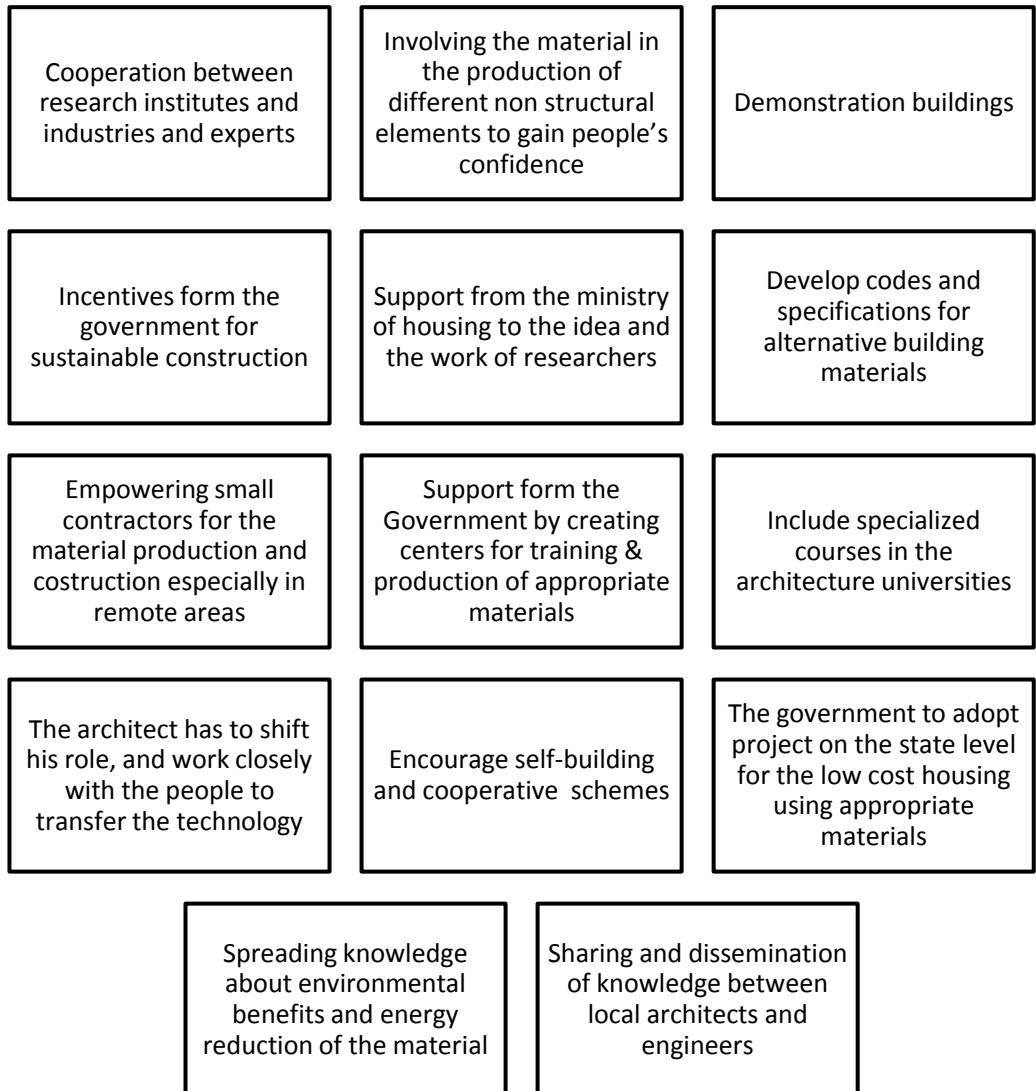 Cooperation between
research institutes and
industries and experts
Involving the material in
the production of
different non structural
elements to gain people’s
confidence
Demonstration buildings
Incentives form the
government for
sustainable construction
Support from the ministry
of housing to the idea and
the work of researchers
Develop codes and
specifications for
alternative building
materials
Empowering small
contractors for the
material production and
costruction especially in
remote areas
Support form the
Government by creating
centers for training &
production of appropriate
materials
Include specialized
courses in the
architecture universities
The architect has to shift
his role, and work closely
with the people to
transfer the technology
Encourage self-building
and cooperative schemes
The government to adopt
project on the state level
for the low cost housing
using appropriate
materials
Spreading knowledge
about environmental
benefits and energy
reduction of the material
Sharing and dissemination
of knowledge between
local architects and
engineers